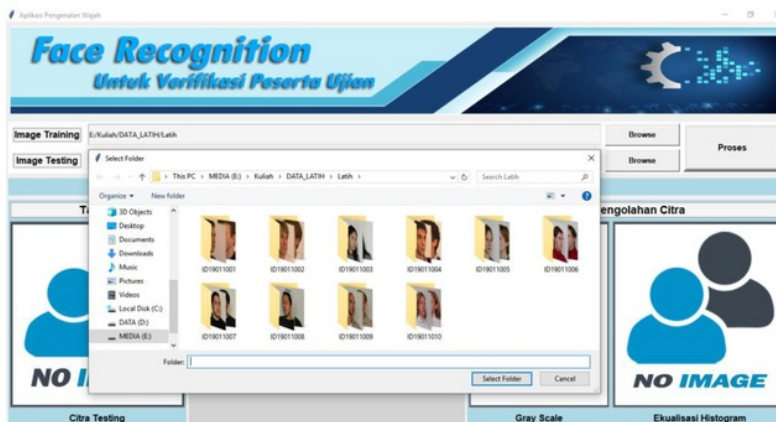 Aplikasi Pengenalan Wajah
Face Recognition
Untuk Verifikasi Peserta Ujian
Image Training
E:/Kuliah/DATA_LATIH/Latih
Browse
Image Testing
Browse
Proses
Select Folder
This PC > MEDIA (E:) > Kuliah > DATA_LATIH > Latih >
Search Latih
Organize
New folder
3D Objects
Desktop
Documents
Downloads
Music
Pictures
Videos
Local Disk (C:)
DATA (D:)
MEDIA (E:)
ID19011001
ID19011002
ID19011003
ID19011004
ID19011005
ID19011006
ID19011007
ID19011008
ID19011009
ID19011010
Folder:
Select Folder
Cancel
engolahan Citra
NO I
NO IMAGE
Citra Testing
Gray Scale
Ekualisasi Histogram